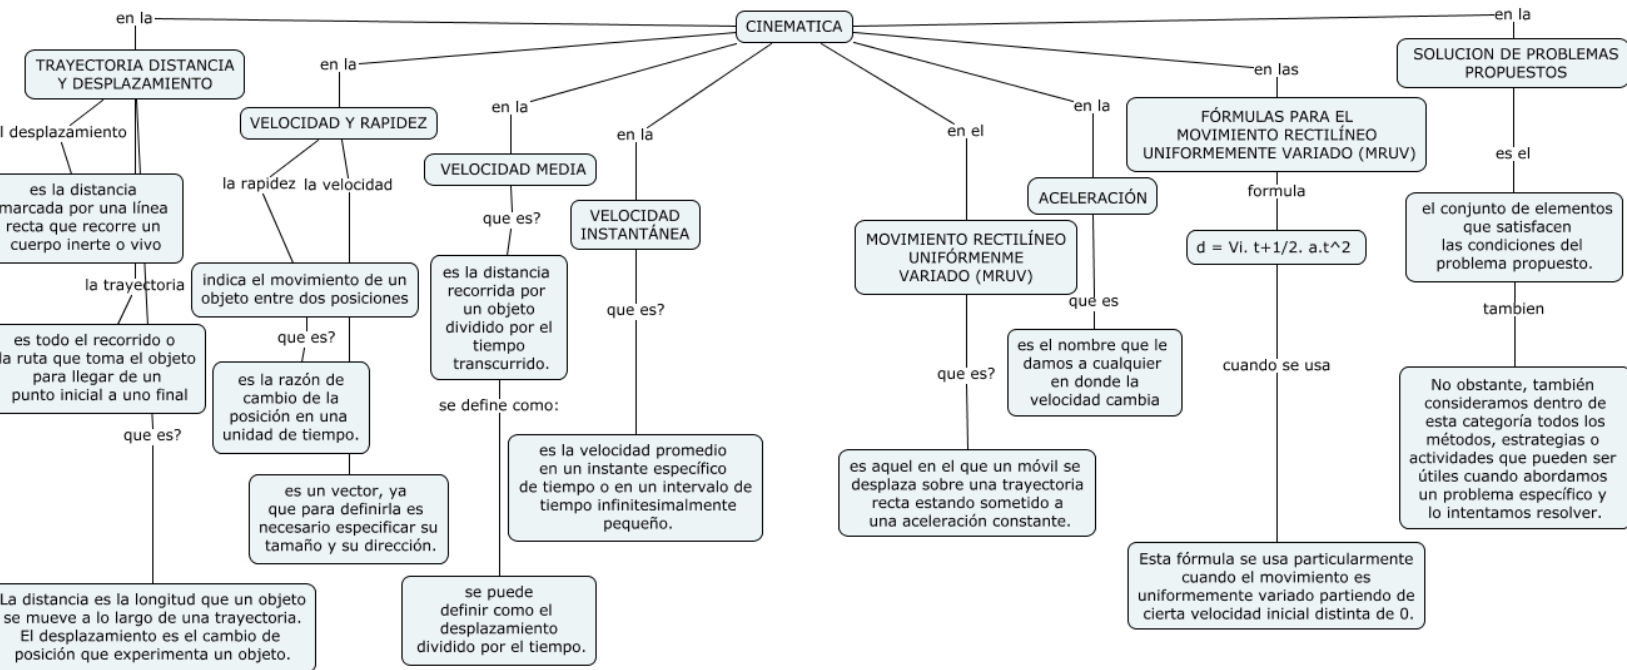 CINEMATICA
en la
TRAYECTORIA DISTANCIA
Y DESPLAZAMIENTO
l desplazamiento
es la distancia
marcada por una línea
recta que recorre un
cuerpo inerte o vivo
la trayectoria
es todo el recorrido o
la ruta que toma el objeto
para llegar de un
punto inicial a uno final
que es?
La distancia es la longitud que un objeto
se mueve a lo largo de una trayectoria.
El desplazamiento es el cambio de
posición que experimenta un objeto.
en la
VELOCIDAD Y RAPIDEZ
la rapidez
la velocidad
indica el movimiento de un
objeto entre dos posiciones
que es?
es la razón de
cambio de la
posición en una
unidad de tiempo.
es un vector, ya
que para definirla es
necesario especificar su
tamaño y su dirección.
en la
VELOCIDAD MEDIA
que es?
es la distancia
recorrida por
un objeto
dividido por el
tiempo
transcurrido.
se define como:
se puede
definir como el
desplazamiento
dividido por el tiempo.
en la
VELOCIDAD
INSTANTÁNEA
que es?
es la velocidad promedio
en un instante específico
de tiempo o en un intervalo de
tiempo infinitesimalmente
pequeño.
en el
MOVIMIENTO RECTILÍNEO
UNIFÓRMENME
VARIADO (MRUV)
que es?
es aquel en el que un móvil se
desplaza sobre una trayectoria
recta estando sometido a
una aceleración constante.
en la
ACELERACIÓN
que es
es el nombre que le
damos a cualquier
en donde la
velocidad cambia
en las
FÓRMULAS PARA EL
MOVIMIENTO RECTILÍNEO
UNIFORMEMENTE VARIADO (MRUV)
formula
d = Vi. t+1/2. a.t^2
cuando se usa
Esta fórmula se usa particularmente
cuando el movimiento es
uniformemente variado partiendo de
cierta velocidad inicial distinta de 0.
en la
SOLUCION DE PROBLEMAS
PROPUESTOS
es el
el conjunto de elementos
que satisfacen
las condiciones del
problema propuesto.
tambien
No obstante, también
consideramos dentro de
esta categoría todos los
métodos, estrategias o
actividades que pueden ser
útiles cuando abordamos
un problema específico y
lo intentamos resolver.